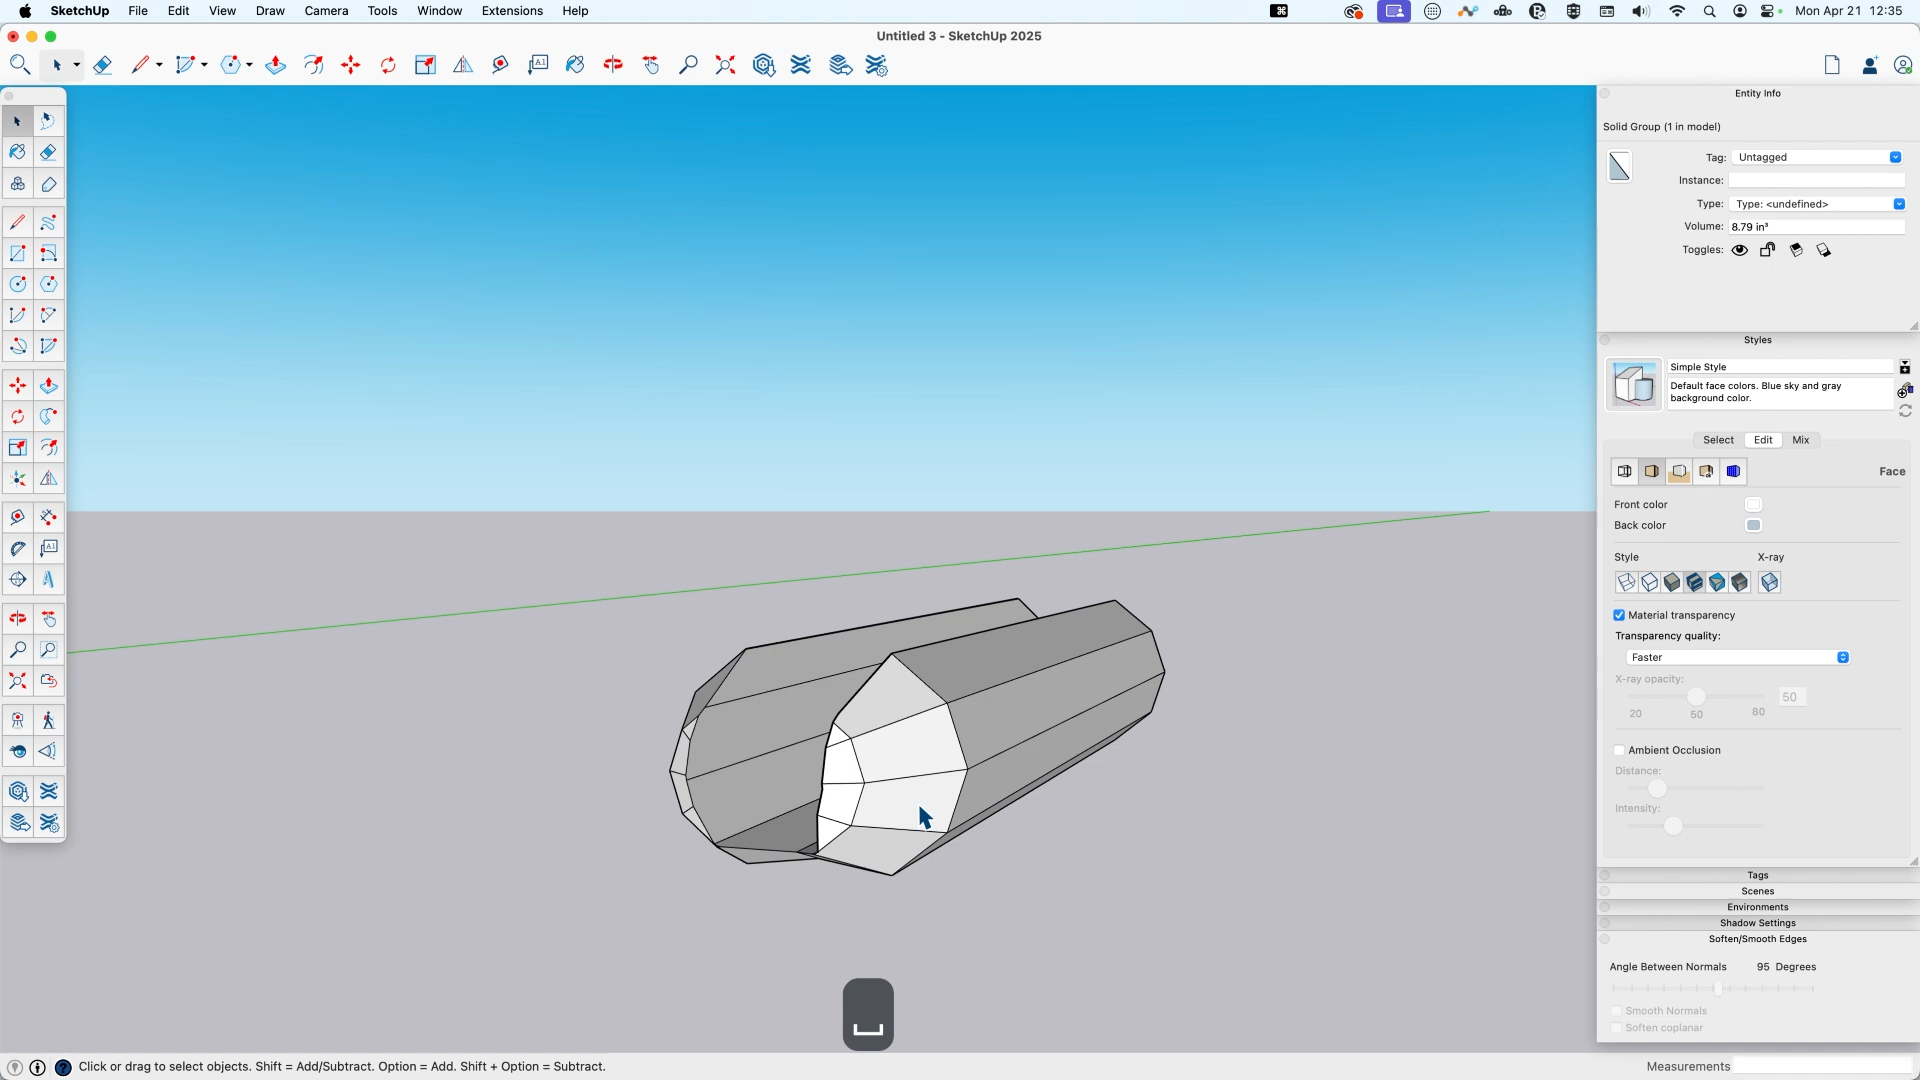 SketchUp File Edit View Draw Camera Tools Window Extensions Help
Mon Apr 21 12:35
Untitled 3 - SketchUp 2025
Entity Info
Solid Group (1 in model)
Tag: Untagged
Instance:
Type: Type: <undefined>
Volume: 8.79 in³
Toggles:
Styles
Simple Style
Default face colors. Blue sky and gray
background color.
Select Edit Mix
Face
Front color
Back color
Style X-ray
Material transparency
Transparency quality:
Faster
X-ray opacity:
50
20 50 80
Ambient Occlusion
Distance:
Intensity:
Tags
Scenes
Environments
Shadow Settings
Soften/Smooth Edges
Angle Between Normals 95 Degrees
Smooth Normals
Soften coplanar
Click or drag to select objects. Shift = Add/Subtract. Option = Add. Shift + Option = Subtract.
Measurements